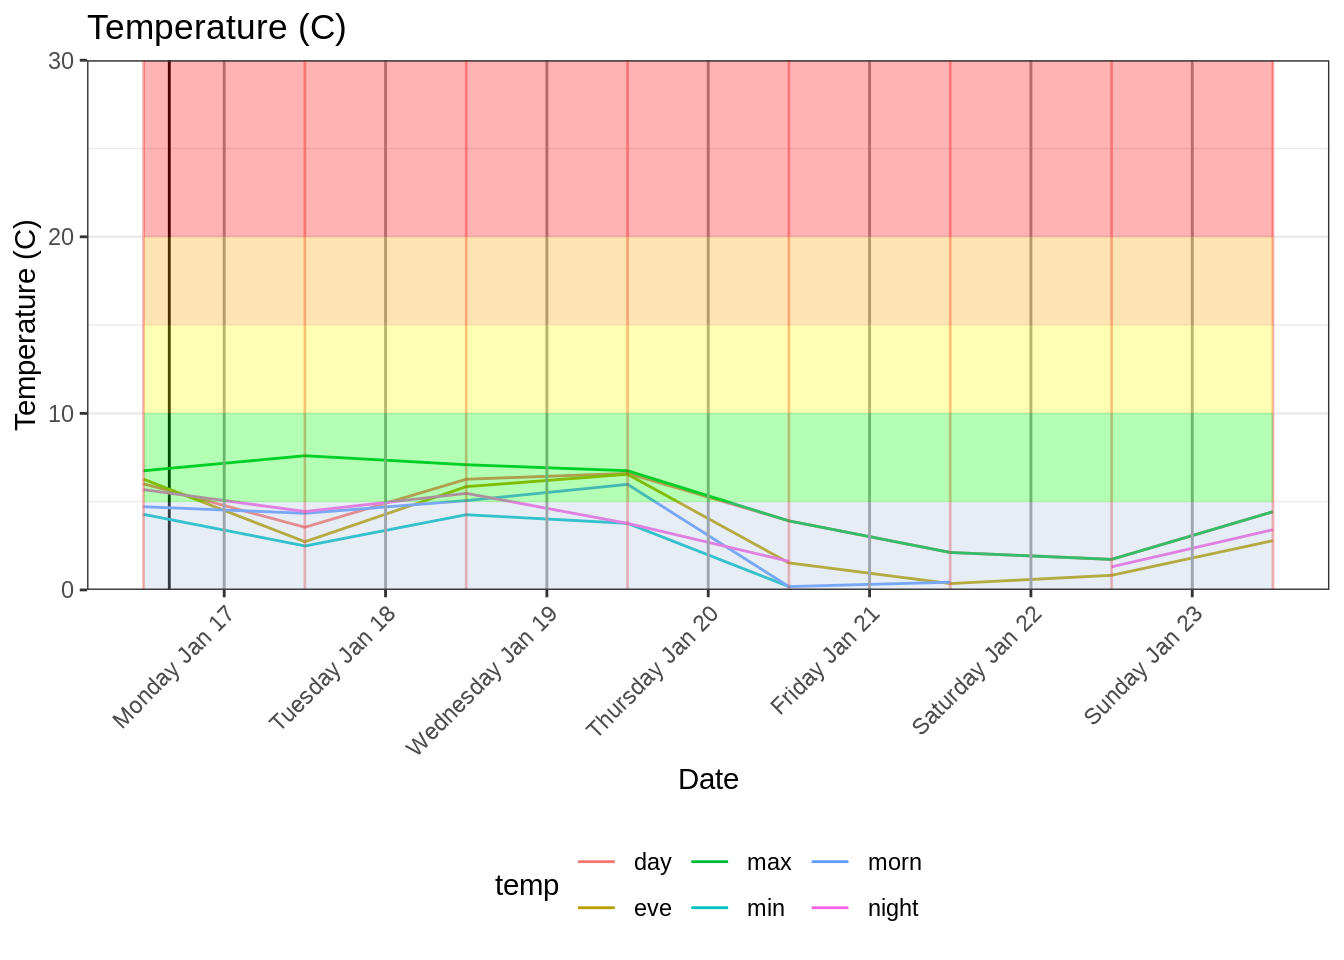 Temperature (C)
Temperature (C)
30
20
10
0
Monday Jan 17
Tuesday Jan 18
Wednesday Jan 19
Thursday Jan 20
Friday Jan 21
Saturday Jan 22
Sunday Jan 23
Date
temp
day
max
morn
eve
min
night